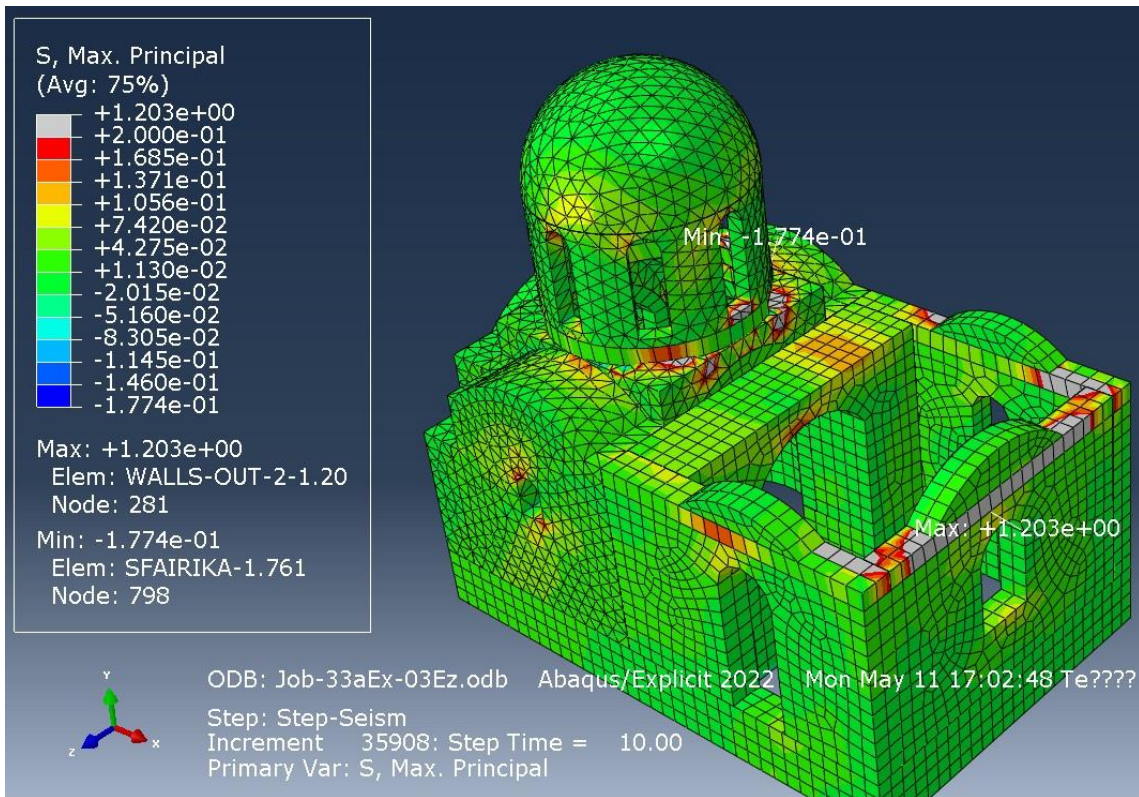 S, Max. Principal
(Avg: 75%)
+1.203e+00
+2.000e-01
+1.685e-01
+1.371e-01
+1.056e-01
+7.420e-02
+4.275e-02
+1.130e-02
-2.015e-02
-5.160e-02
-8.305e-02
-1.145e-01
-1.460e-01
-1.774e-01
Max: +1.203e+00
Elem: WALLS-OUT-2-1.20
Node: 281
Min: -1.774e-01
Elem: SFAIRIKA-1.761
Node: 798
Min: -1.774e-01
Max: +1.203e+00
Y
Z
X
ODB: Job-33aEx-03Ez.odb Abaqus/Explicit 2022 Mon May 11 17:02:48 Te????
Step: Step-Seism
Increment 35908: Step Time = 10.00
Primary Var: S, Max. Principal